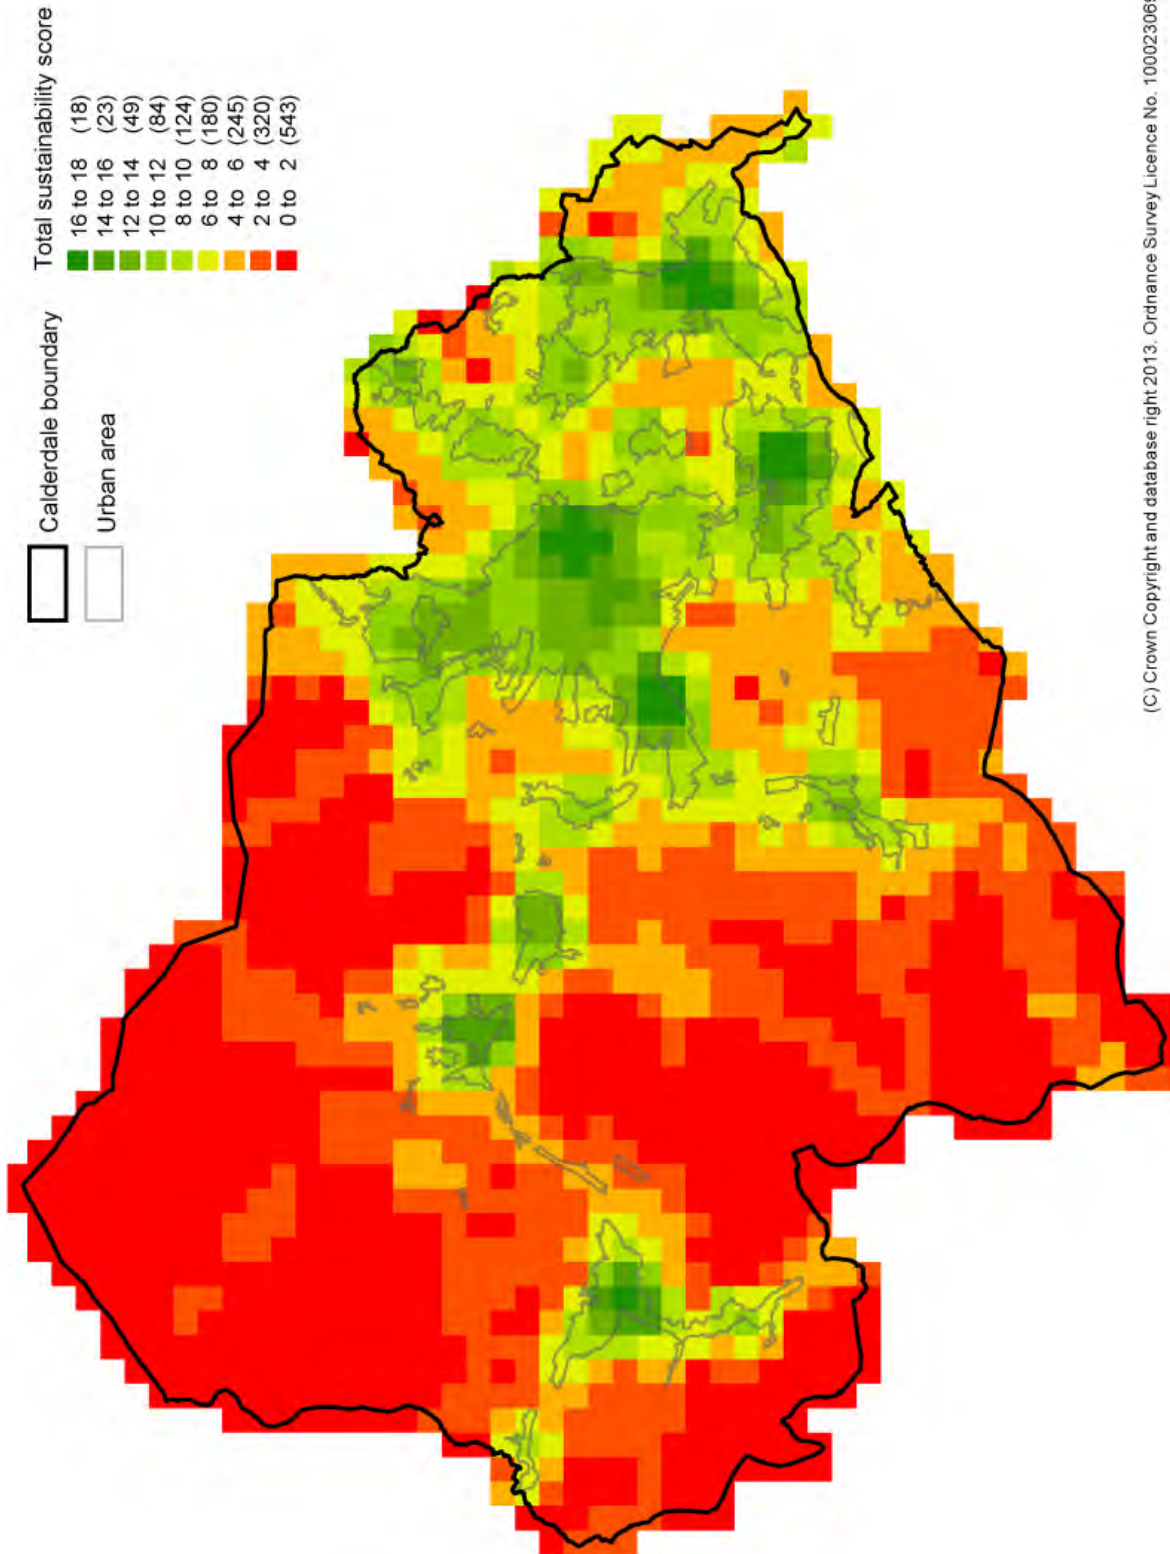 Calderdale boundary
Urban area
Total sustainability score
16 to 18 (18)
14 to 16 (23)
12 to 14 (49)
10 to 12 (84)
8 to 10 (124)
6 to 8 (180)
4 to 6 (245)
2 to 4 (320)
0 to 2 (543)
(C) Crown Copyright and database right 2013. Ordnance Survey Licence No.